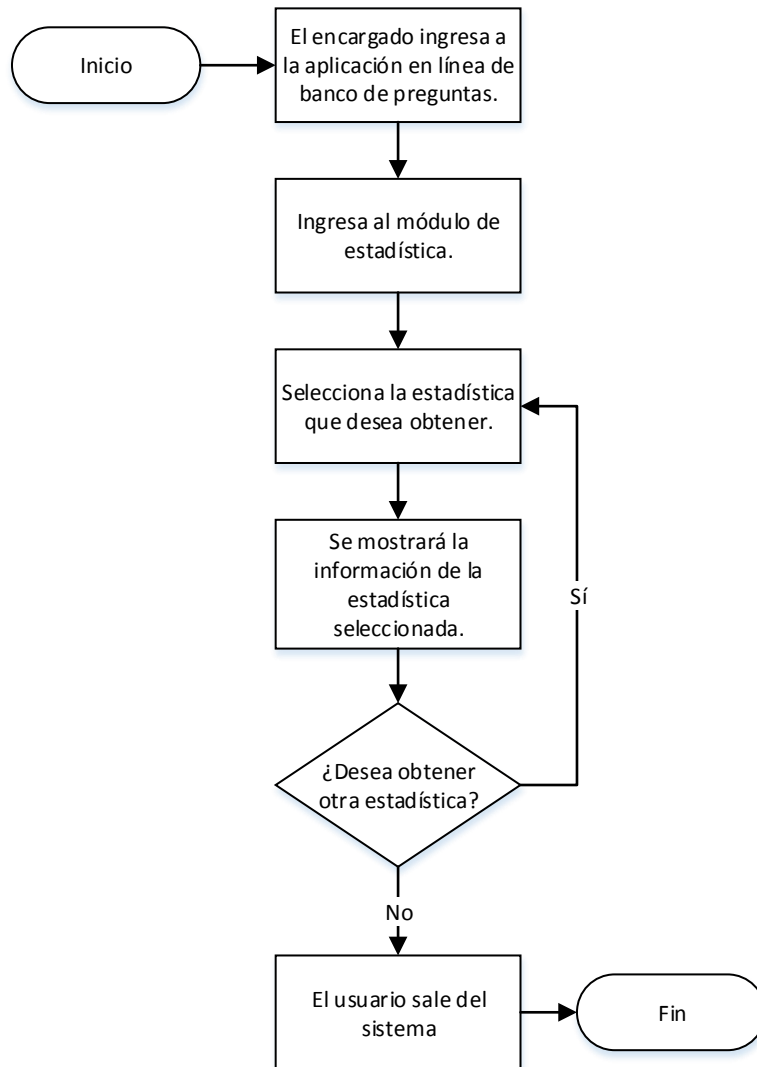 Inicio
El encargado ingresa a
la aplicación en línea de
banco de preguntas.
Ingresa al módulo de
estadística.
Selecciona la estadística
que desea obtener.
Se mostrará la
información de la
estadística
seleccionada.
Sí
¿Desea obtener
otra estadística?
No
El usuario sale del
sistema
Fin